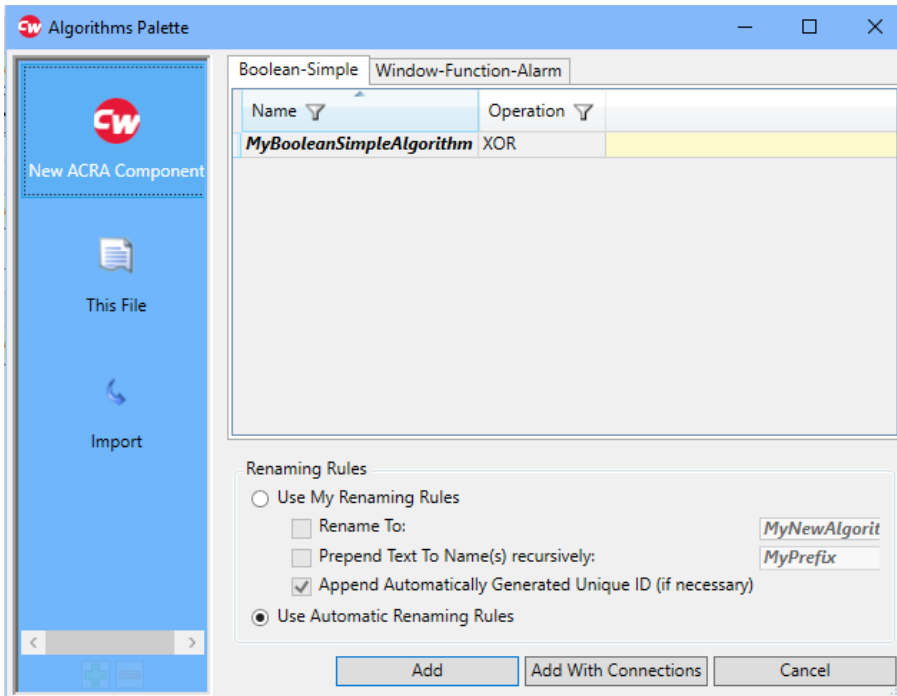 CW Algorithms Palette
CW
New ACRA Component
This File
Import
Boolean-Simple Window-Function-Alarm
Name Operation
MyBooleanSimpleAlgorithm XOR
Renaming Rules
Use My Renaming Rules
Rename To: MyNewAlgorit
Prepend Text To Name(s) recursively: MyPrefix
Append Automatically Generated Unique ID (if necessary)
Use Automatic Renaming Rules
Add Add With Connections Cancel